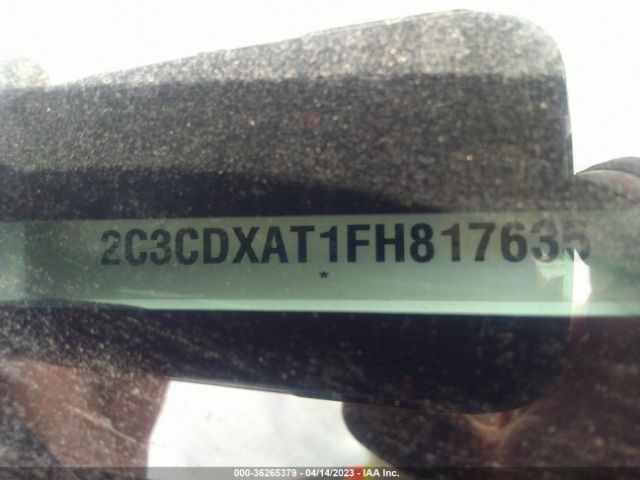 2C3CDXAT1FH817635
*
000-36265379 - 04/14/2023 - IAA Inc.